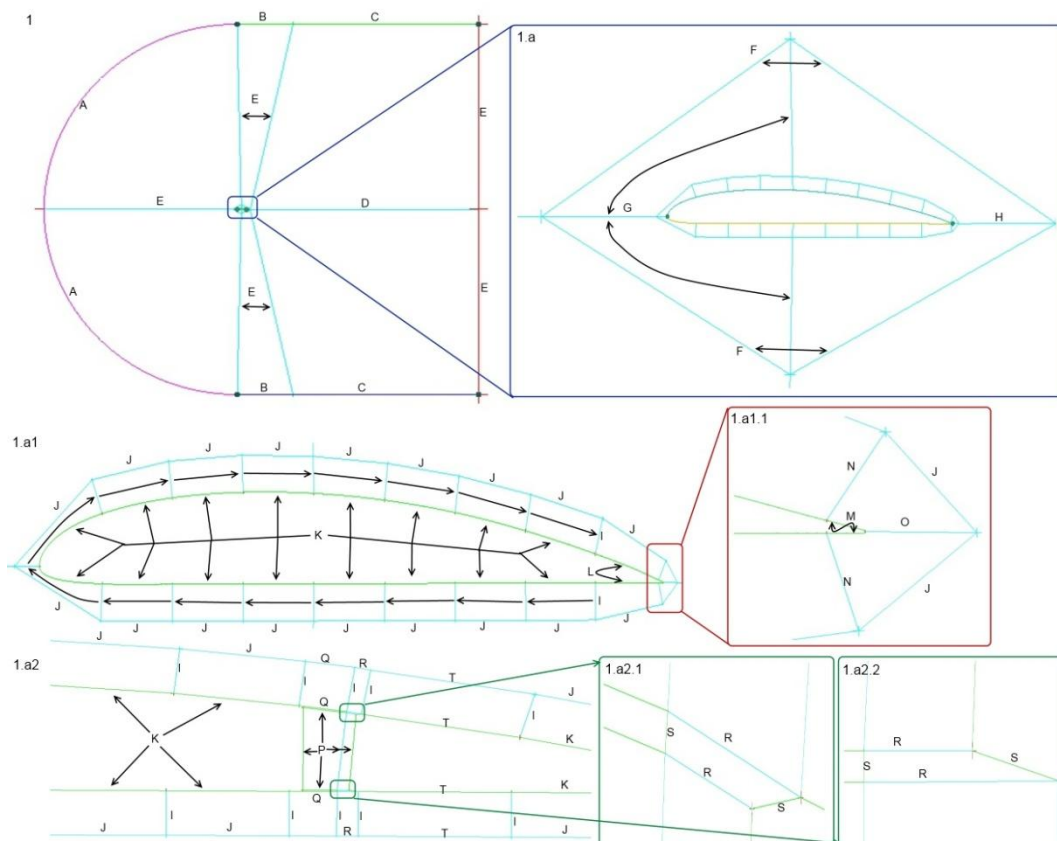 1
B C
A
E
E
E D
E
E
A
B C
1.a
F
G H
F
1.a1
J J J J J J J J J
K
I
L
I
J J J J J J J J J
1.a1.1
N J
M O
N J
1.a2
J Q R
I I I I
Q T J
I
K P T K
Q T K
I I I I I
J J R T J
1.a2.1
R
S
R
S
1.a2.2
R
S S
R